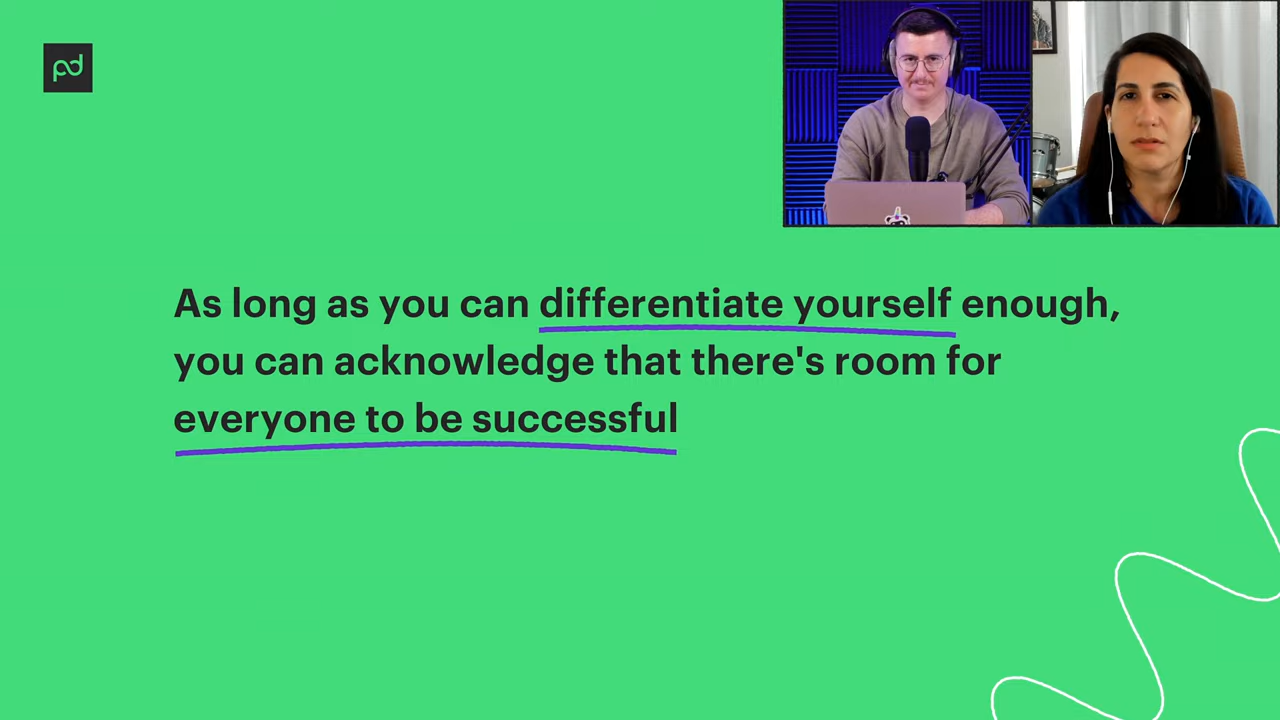 pd
As long as you can differentiate yourself enough,
you can acknowledge that there's room for
everyone to be successful